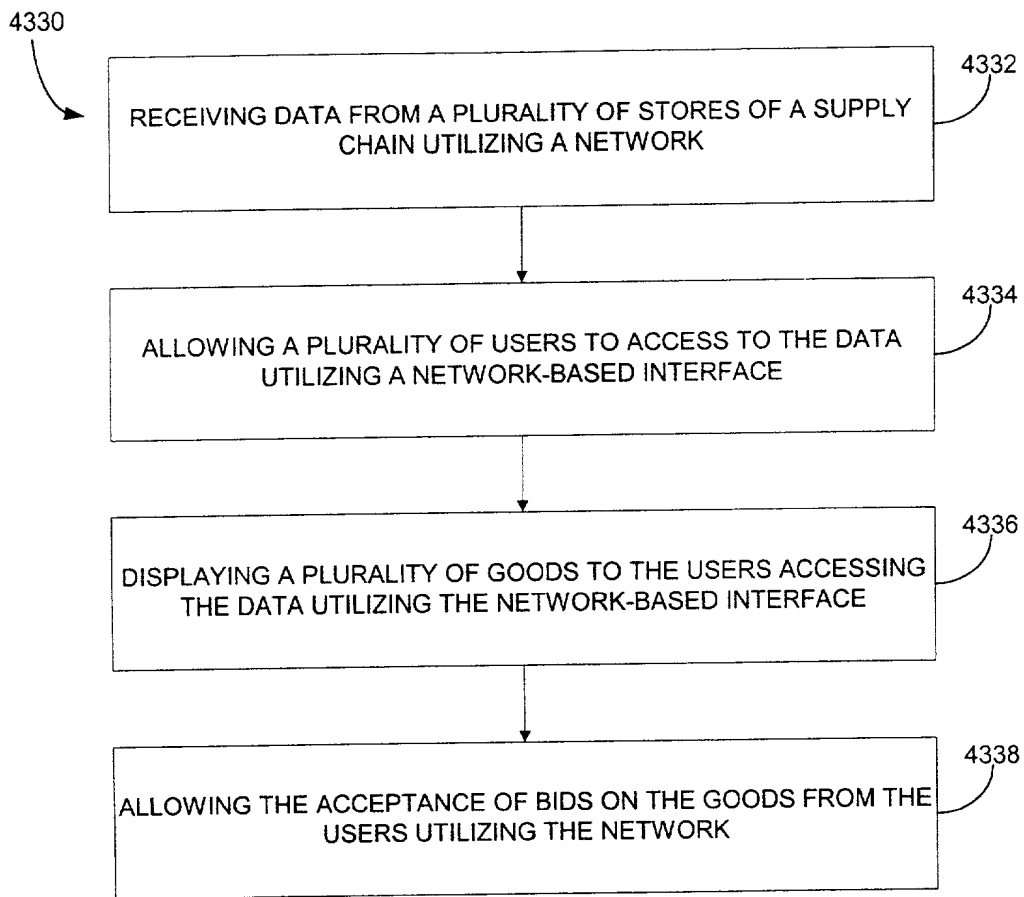 4330
4332
RECEIVING DATA FROM A PLURALITY OF STORES OF A SUPPLY
CHAIN UTILIZING A NETWORK
4334
ALLOWING A PLURALITY OF USERS TO ACCESS TO THE DATA
UTILIZING A NETWORK-BASED INTERFACE
4336
DISPLAYING A PLURALITY OF GOODS TO THE USERS ACCESSING
THE DATA UTILIZING THE NETWORK-BASED INTERFACE
4338
ALLOWING THE ACCEPTANCE OF BIDS ON THE GOODS FROM THE
USERS UTILIZING THE NETWORK